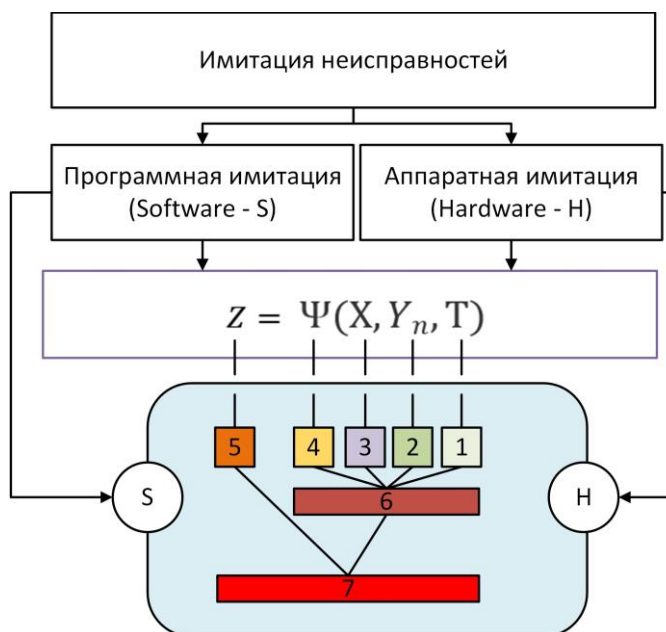 Имитация неисправностей
Программная имитация
(Software - S)
Аппаратная имитация
(Hardware - H)
z = Ψ(X, Yₙ, T)
5 4 3 2 1
S 6 H
7